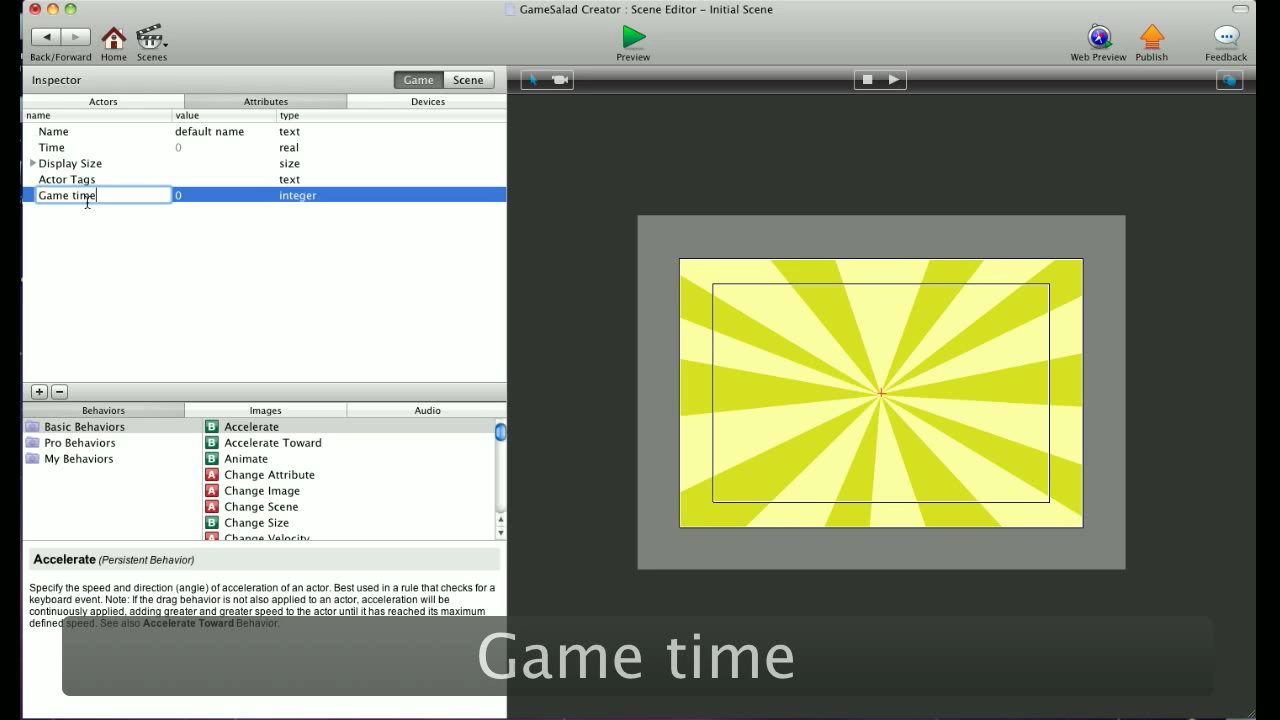 GameSalad Creator : Scene Editor – Initial Scene
Back/Forward Home Scenes Preview Web Preview Publish Feedback
Inspector Game Scene
Actors Attributes Devices
name value type
Name default name text
Time 0 real
Display Size size
Actor Tags text
Game time 0 integer
Behaviors Images Audio
Basic Behaviors
Pro Behaviors
My Behaviors
B Accelerate
B Accelerate Toward
B Animate
A Change Attribute
A Change Image
A Change Scene
B Change Size
A Change Velocity
Accelerate (Persistent Behavior)
Specify the speed and direction (angle) of acceleration of an actor. Best used in a rule that checks for a
keyboard event. Note: If the drag behavior is not also applied to an actor, acceleration will be
continuously applied, adding greater and greater speed to the actor until it has reached its maximum
defined speed. See also Accelerate Toward Behavior.
Game time